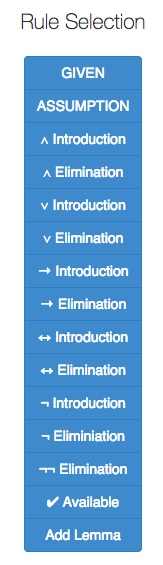 Rule Selection
GIVEN
ASSUMPTION
∧ Introduction
∧ Elimination
∨ Introduction
∨ Elimination
→ Introduction
→ Elimination
↔ Introduction
↔ Elimination
¬ Introduction
¬ Eliminiation
¬¬ Elimination
✔ Available
Add Lemma